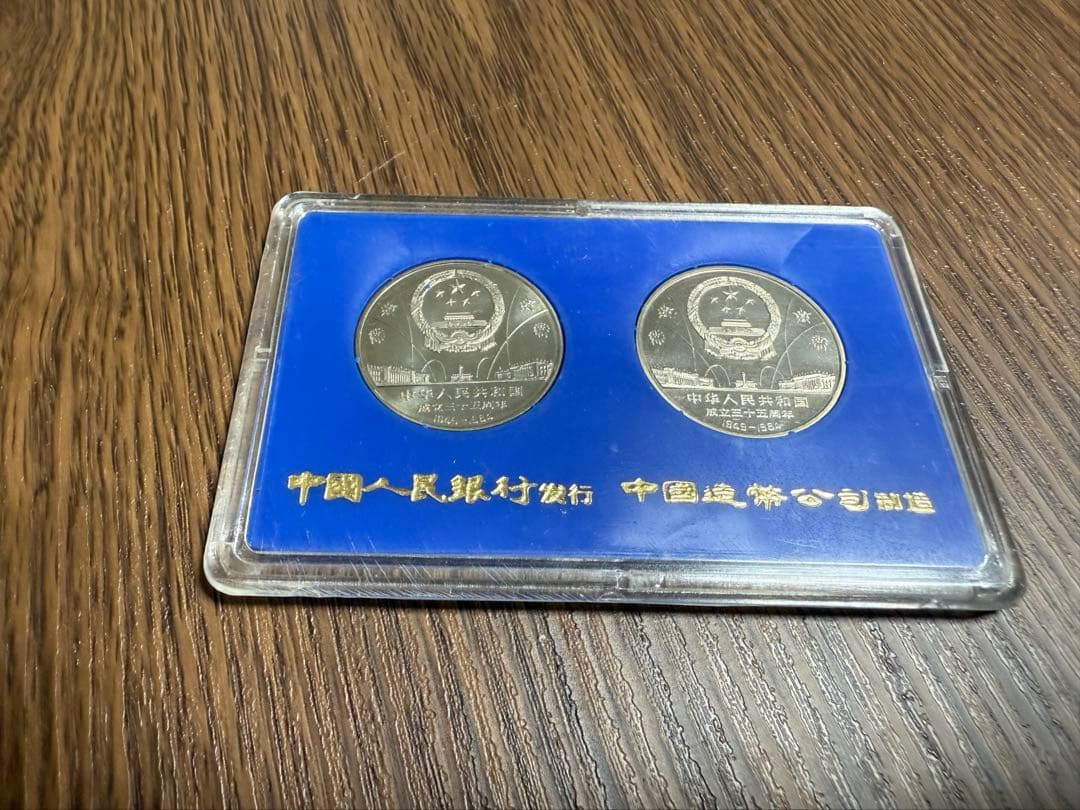 中华人民共和国
成立三十五周年
1949-1984
中华人民共和国
成立三十五周年
1949-1984
中國人民銀行发行 中國造幣公司制造